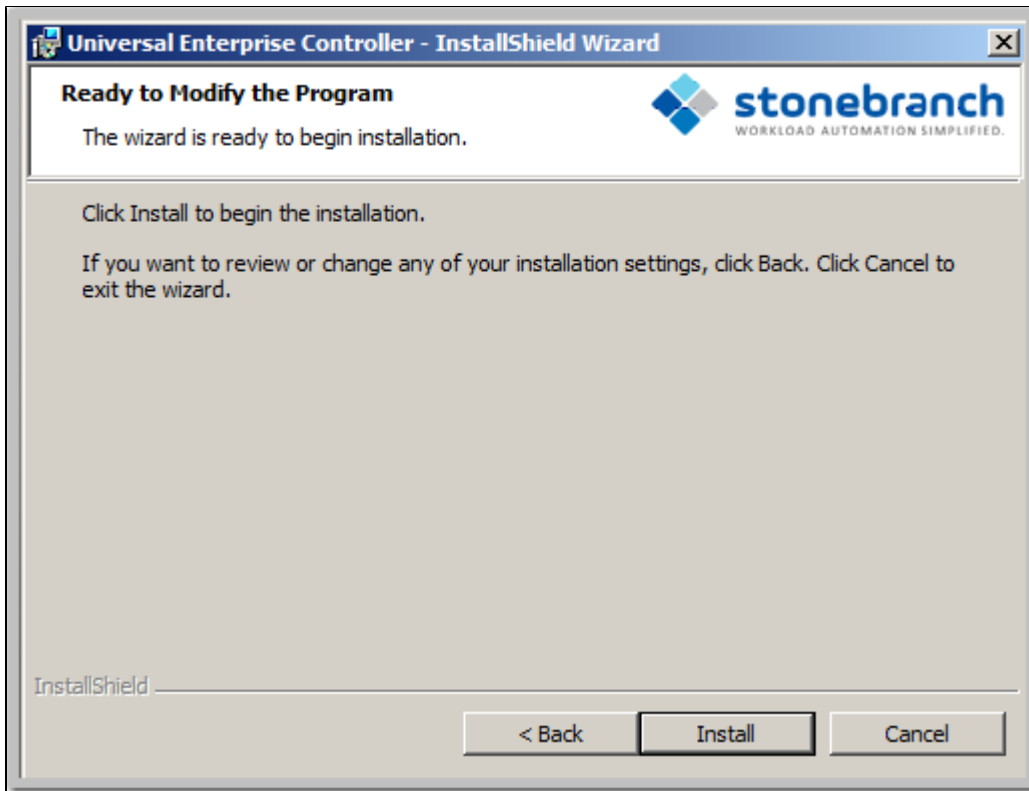 Universal Enterprise Controller - InstallShield Wizard
Ready to Modify the Program
The wizard is ready to begin installation.
stonebranch
WORKLOAD AUTOMATION SIMPLIFIED.
Click Install to begin the installation.
If you want to review or change any of your installation settings, click Back. Click Cancel to
exit the wizard.
InstallShield
< Back
Install
Cancel